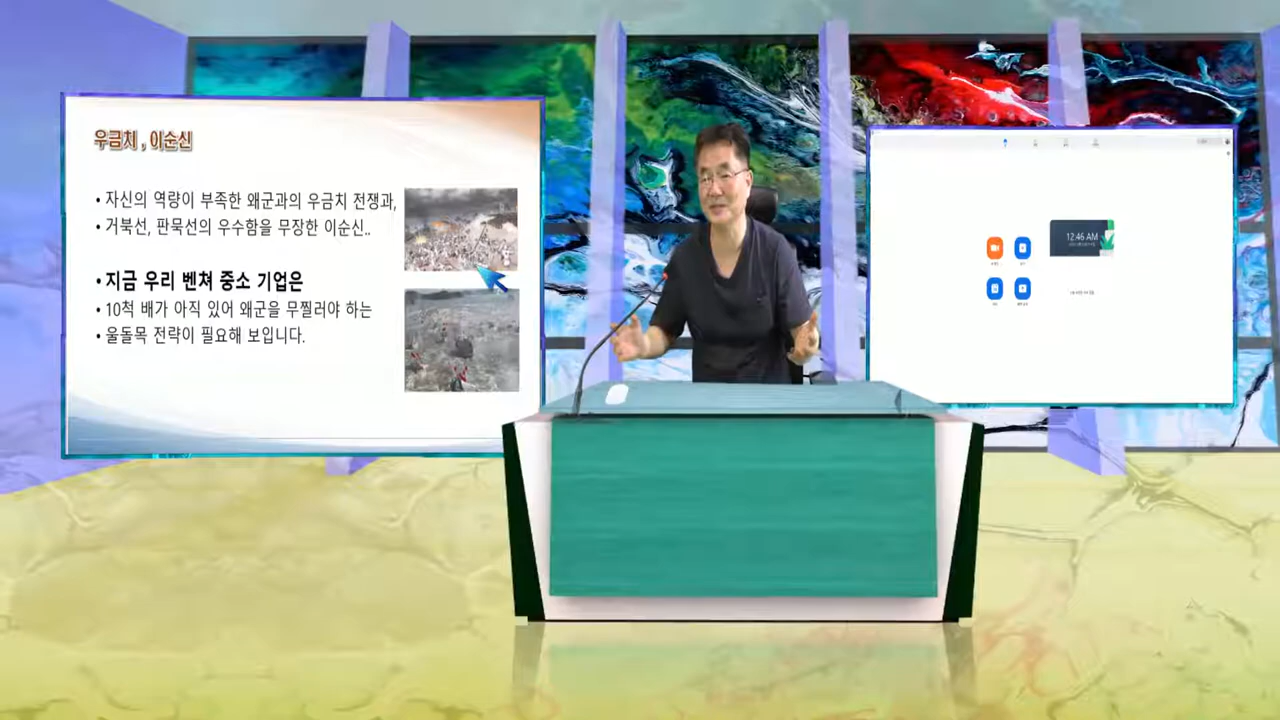 우금치 , 이순신
• 자신의 역량이 부족한 왜군과의 우금치 전쟁과,
• 거북선, 판묵선의 우수함을 무장한 이순신..
• 지금 우리 벤쳐 중소 기업은
• 10척 배가 아직 있어 왜군을 무찔러야 하는
• 울돌목 전략이 필요해 보입니다.
12:46 AM